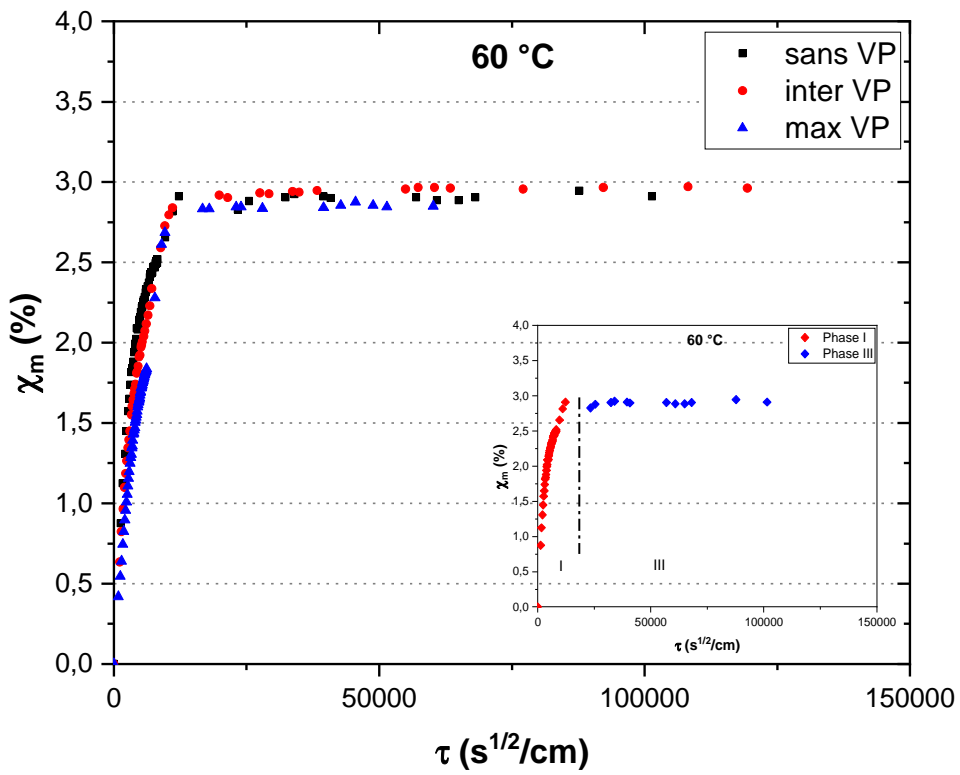 4,0
3,5
3,0
2,5
2,0
1,5
1,0
0,5
0,0
χm (%)
60 °C
sans VP
inter VP
max VP
4,0
3,5
3,0
2,5
2,0
1,5
1,0
0,5
0,0
χm (%)
60 °C
Phase I
Phase III
I III
0 50000 100000 150000
τ (s1/2/cm)
0 50000 100000 150000
τ (s1/2/cm)